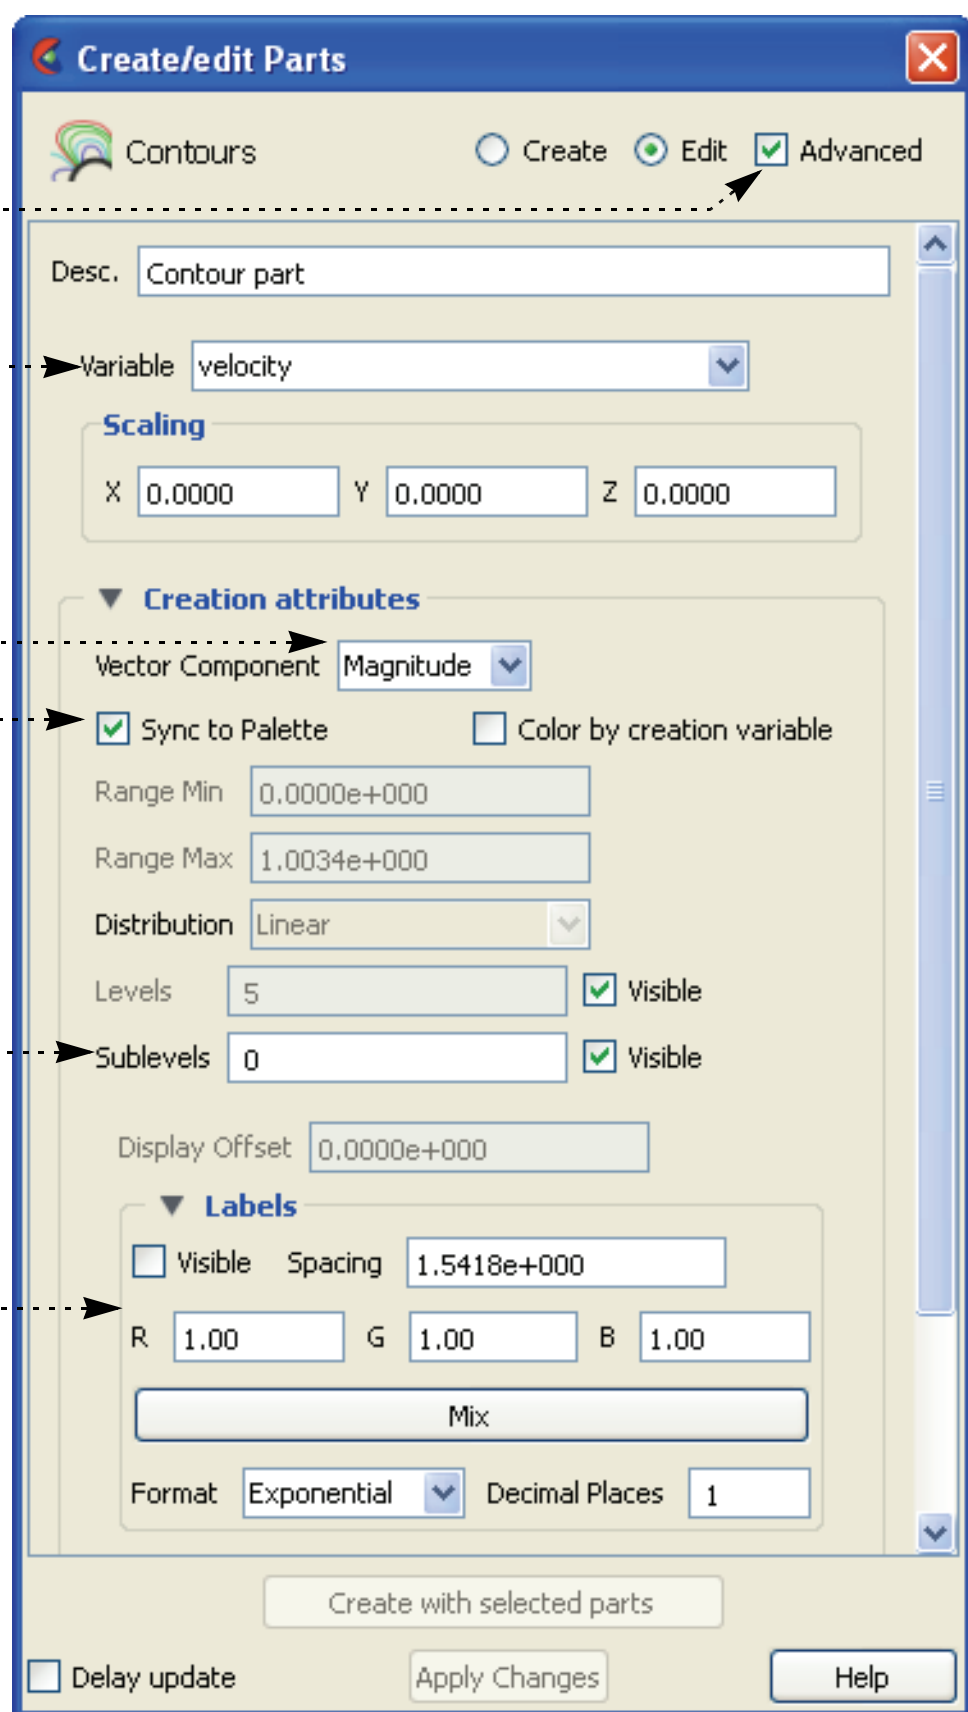 Create/edit Parts
Contours Create Edit Advanced
Desc. Contour part
Variable velocity
Scaling
X 0.0000 Y 0.0000 Z 0.0000
Creation attributes
Vector Component Magnitude
Sync to Palette Color by creation variable
Range Min 0.0000e+000
Range Max 1.0034e+000
Distribution Linear
Levels 5 Visible
Sublevels 0 Visible
Display Offset 0.0000e+000
Labels
Visible Spacing 1.5418e+000
R 1.00 G 1.00 B 1.00
Mix
Format Exponential Decimal Places 1
Create with selected parts
Delay update Apply Changes Help